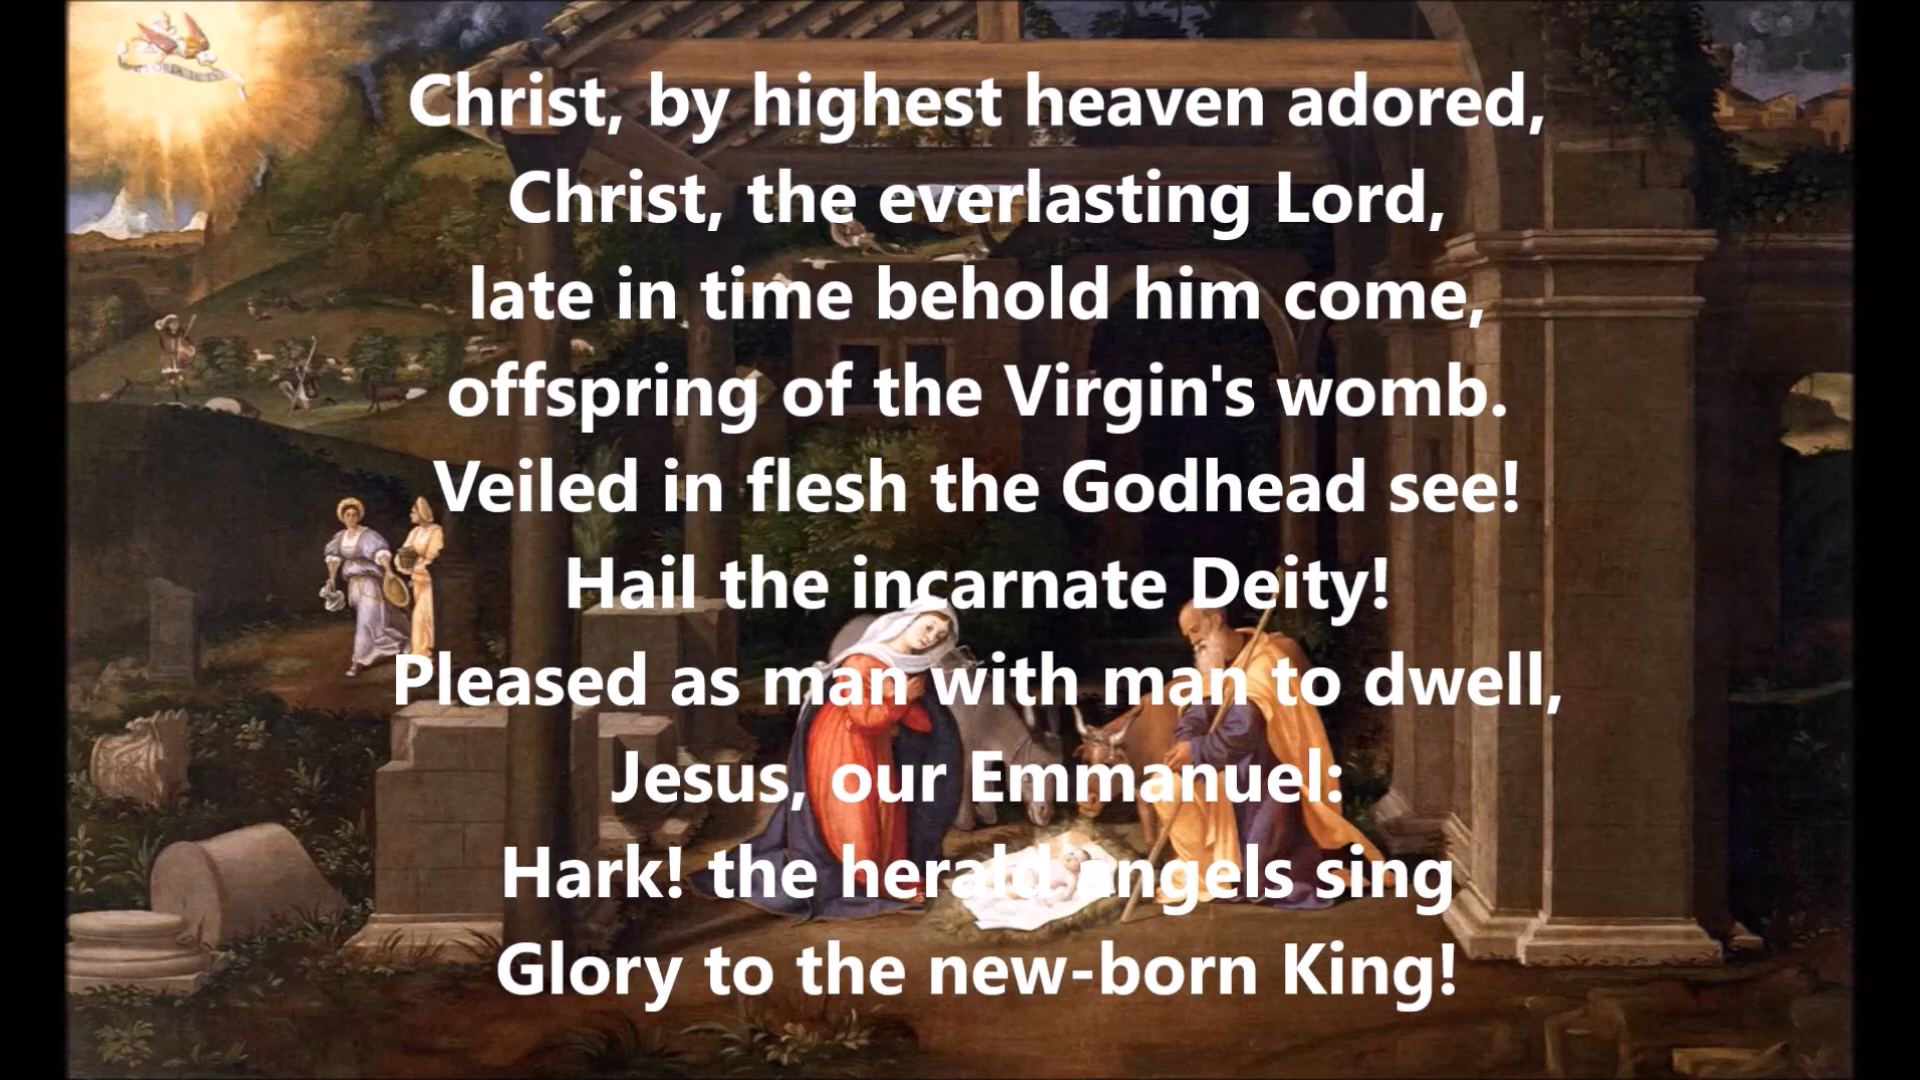 Christ, by highest heaven adored,
Christ, the everlasting Lord,
late in time behold him come,
offspring of the Virgin's womb.
Veiled in flesh the Godhead see!
Hail the incarnate Deity!
Pleased as man with man to dwell,
Jesus, our Emmanuel:
Hark! the herald angels sing
Glory to the new-born King!